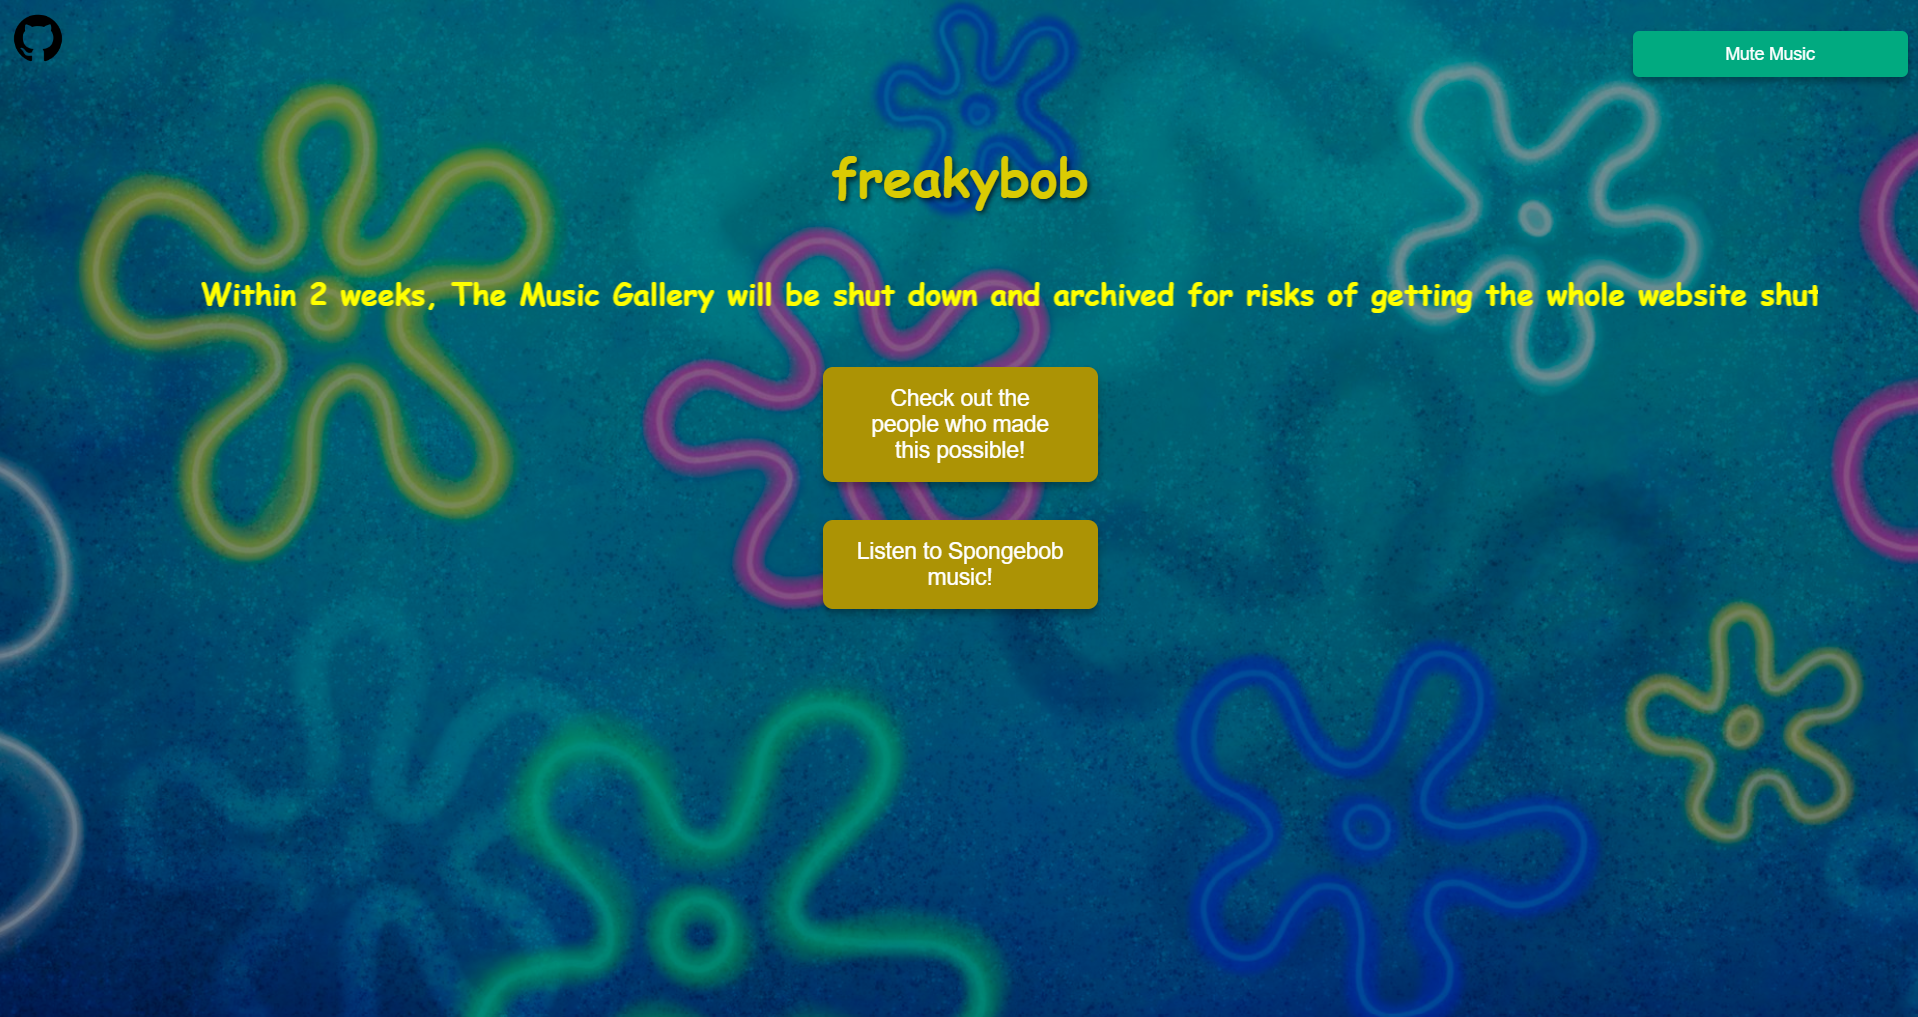 Mute Music
freakybob
Within 2 weeks, The Music Gallery will be shut down and archived for risks of getting the whole website shut
Check out the
people who made
this possible!
Listen to Spongebob
music!